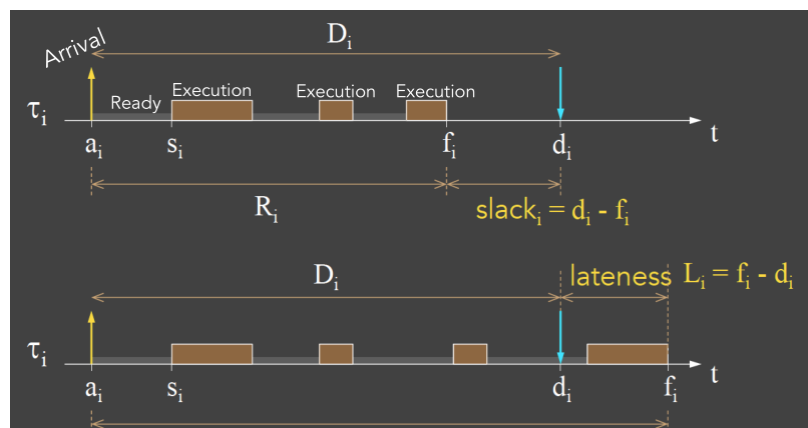 Arrival
Dᵢ
Ready
Execution
Execution
Execution
τᵢ
t
aᵢ
sᵢ
fᵢ
dᵢ
Rᵢ
slackᵢ = dᵢ - fᵢ
Dᵢ
lateness Lᵢ = fᵢ - dᵢ
τᵢ
t
aᵢ
sᵢ
dᵢ
fᵢ